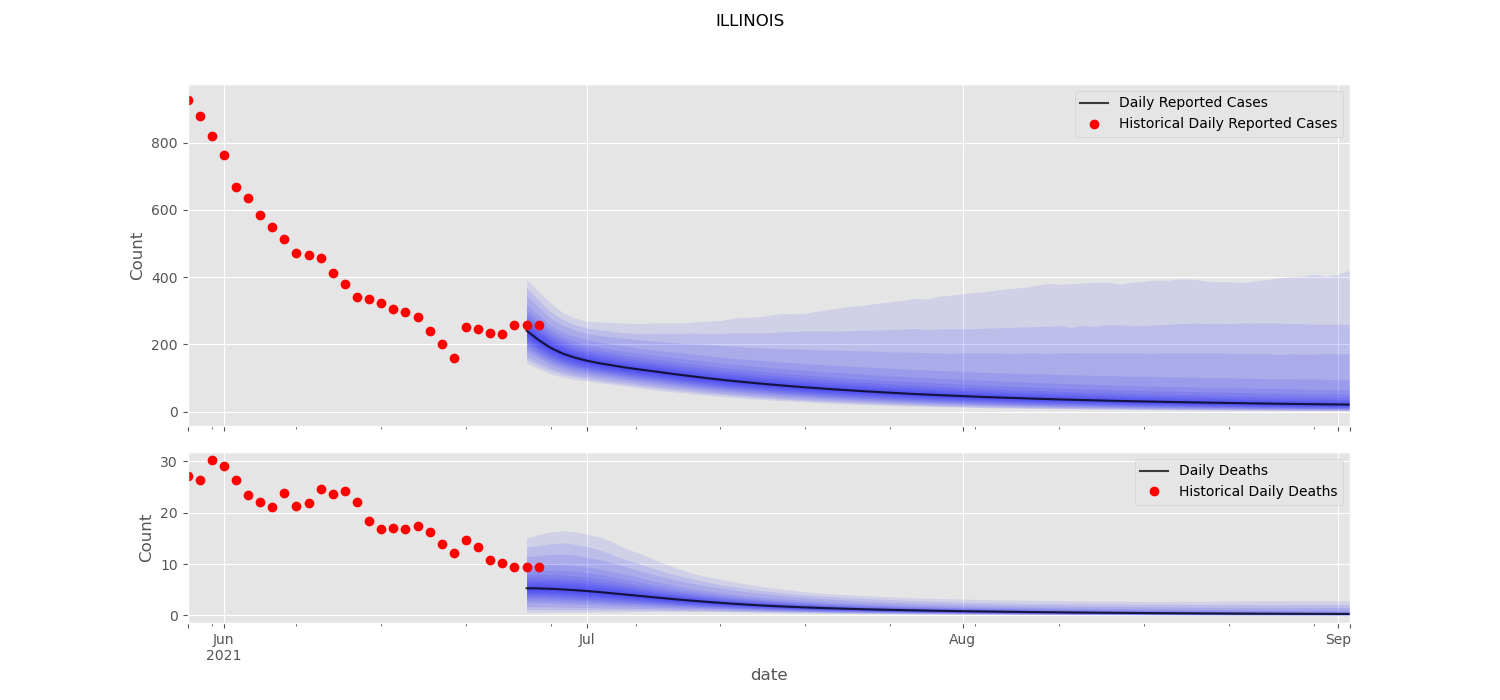 ILLINOIS
Daily Reported Cases
Historical Daily Reported Cases
800
600
400
200
0
Count
Daily Deaths
Historical Daily Deaths
30
20
10
0
Count
Jun Jul Aug Sep
2021
date